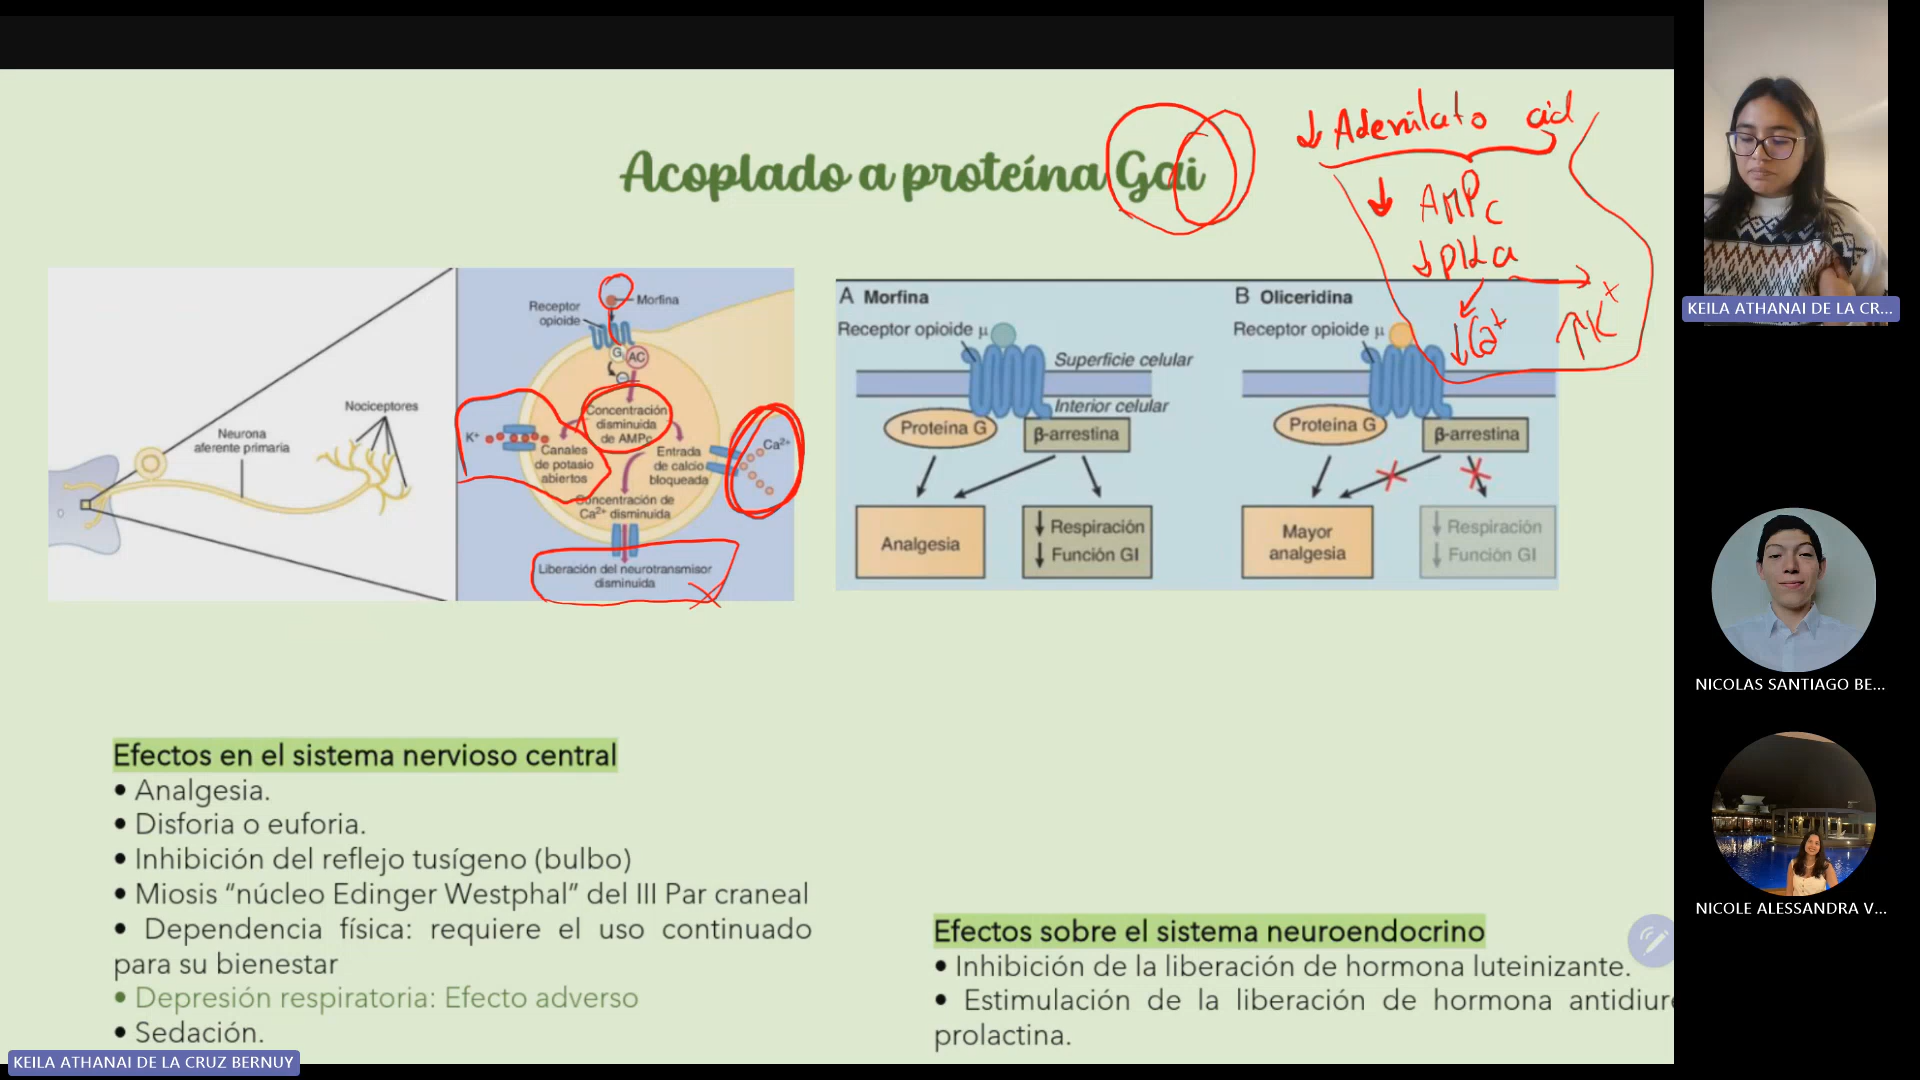 Acoplado a proteína Gαi
↓ Adenilato cicl
↓ AMPc
↓ PKa
↓ Ca+
↑ K+
Receptor
opioide
Morfina
G
AC
Concentración
disminuida
de AMPc
K+
Canales
de potasio
abiertos
Entrada
de calcio
bloqueada
Ca2+
Concentración de
Ca2+ disminuida
Liberación del neurotransmisor
disminuida
Nociceptores
Neurona
aferente primaria
A Morfina
Receptor opioide μ
Superficie celular
Interior celular
Proteína G
β-arrestina
Analgesia
↓ Respiración
↓ Función GI
B Oliceridina
Receptor opioide μ
Proteína G
β-arrestina
Mayor
analgesia
↓ Respiración
↓ Función GI
Efectos en el sistema nervioso central
• Analgesia.
• Disforia o euforia.
• Inhibición del reflejo tusígeno (bulbo)
• Miosis “núcleo Edinger Westphal” del III Par craneal
• Dependencia física: requiere el uso continuado
para su bienestar
• Depresión respiratoria: Efecto adverso
• Sedación.
Efectos sobre el sistema neuroendocrino
• Inhibición de la liberación de hormona luteinizante.
• Estimulación de la liberación de hormona antidiur
prolactina.
KEILA ATHANAI DE LA CRUZ BERNUY
KEILA ATHANAI DE LA CR...
NICOLAS SANTIAGO BE...
NICOLE ALESSANDRA V...